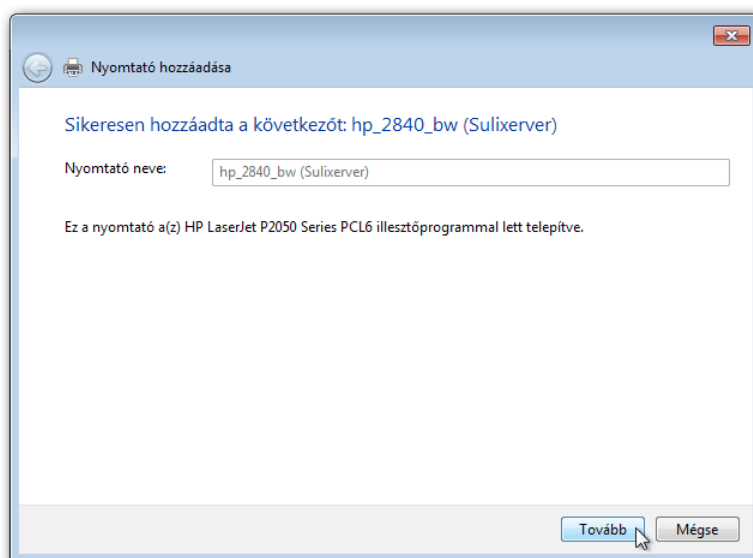 Nyomtató hozzáadása
Sikeresen hozzáadta a következőt: hp_2840_bw (Sulixerver)
Nyomtató neve:
hp_2840_bw (Sulixerver)
Ez a nyomtató a(z) HP LaserJet P2050 Series PCL6 illesztőprogrammal lett telepítve.
Tovább
Mégse